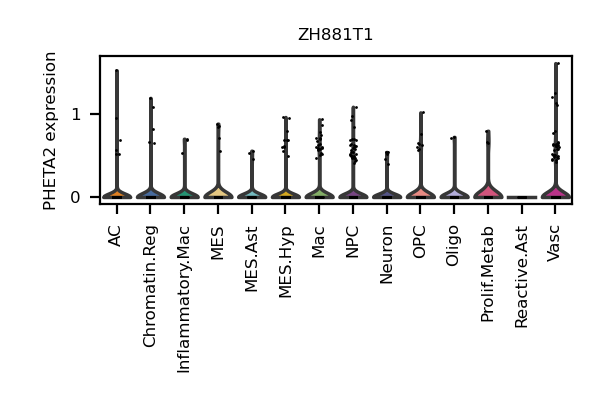 ZH881T1
PHETA2 expression
1
0
AC
Chromatin.Reg
Inflammatory.Mac
MES
MES.Ast
MES.Hyp
Mac
NPC
Neuron
OPC
Oligo
Prolif.Metab
Reactive.Ast
Vasc